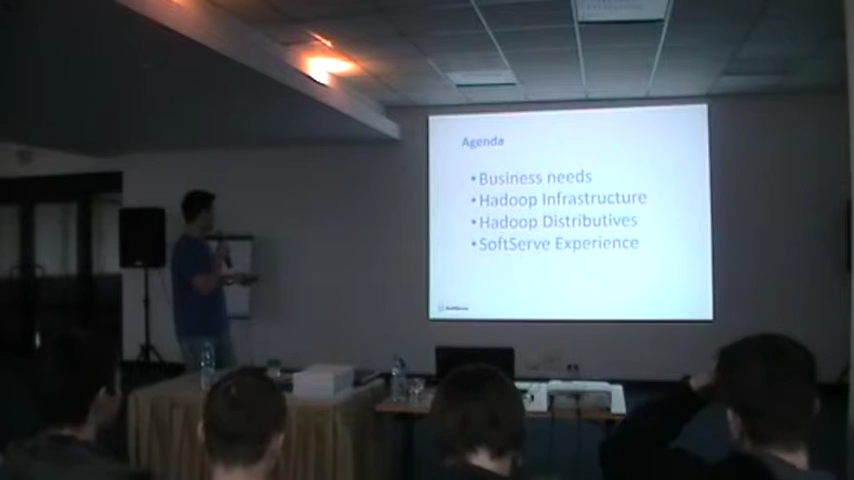 Agenda
• Business needs
• Hadoop Infrastructure
• Hadoop Distributives
• SoftServe Experience